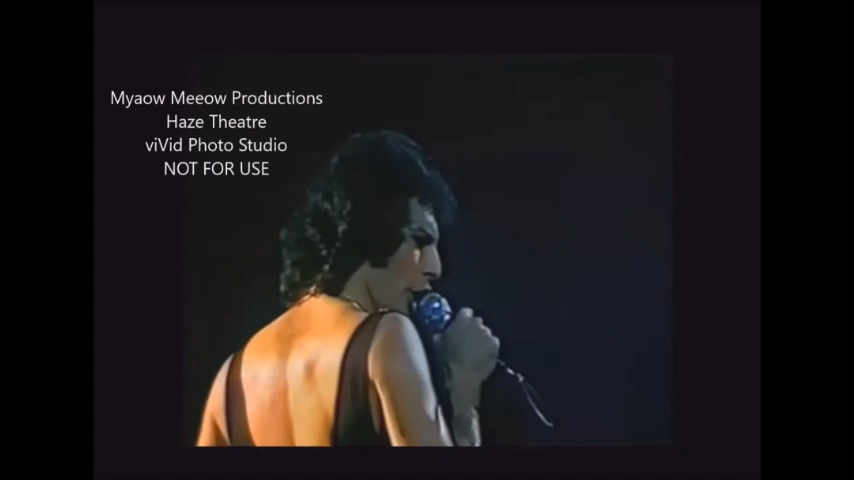 Myaow Meeow Productions
Haze Theatre
viVid Photo Studio
NOT FOR USE